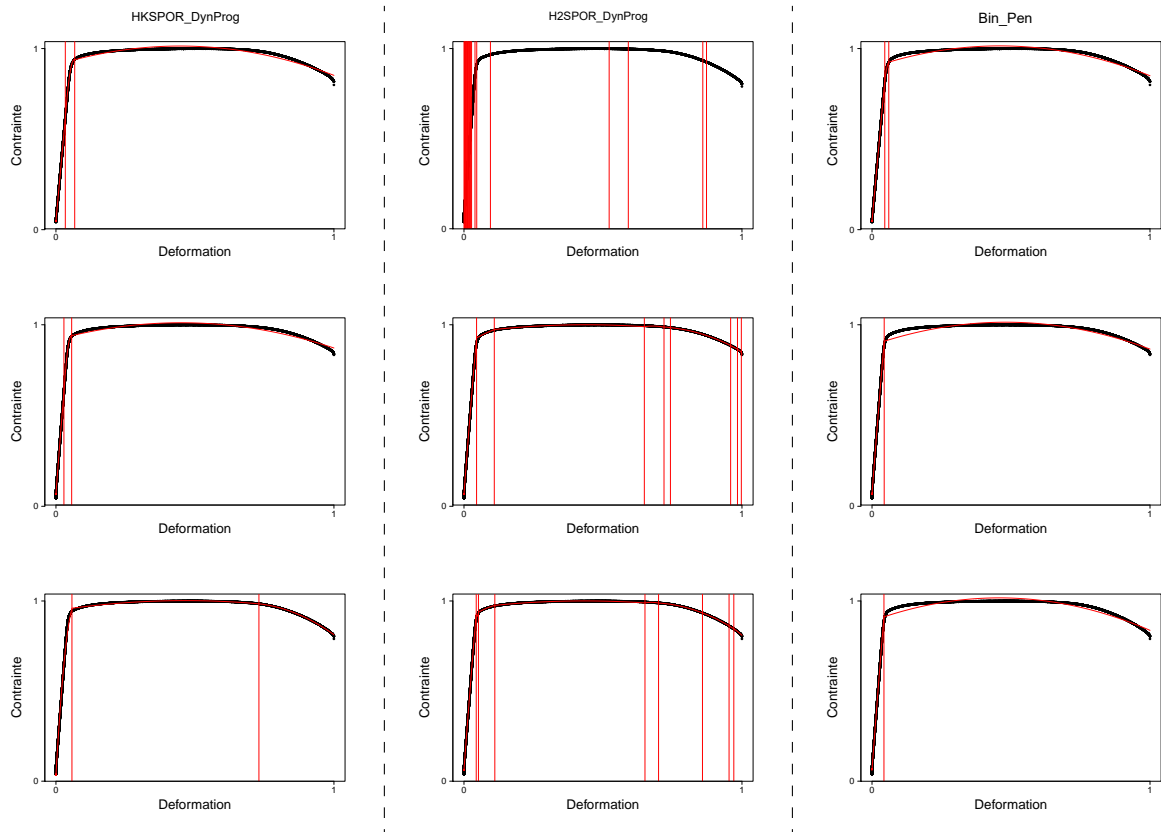 HKSPOR_DynProg
H2SPOR_DynProg
Bin_Pen
1
Contrainte
0
0
1
Deformation
1
Contrainte
0
0
1
Deformation
1
Contrainte
0
0
1
Deformation
1
Contrainte
0
0
1
Deformation
1
Contrainte
0
0
1
Deformation
1
Contrainte
0
0
1
Deformation
1
Contrainte
0
0
1
Deformation
1
Contrainte
0
0
1
Deformation
1
Contrainte
0
0
1
Deformation